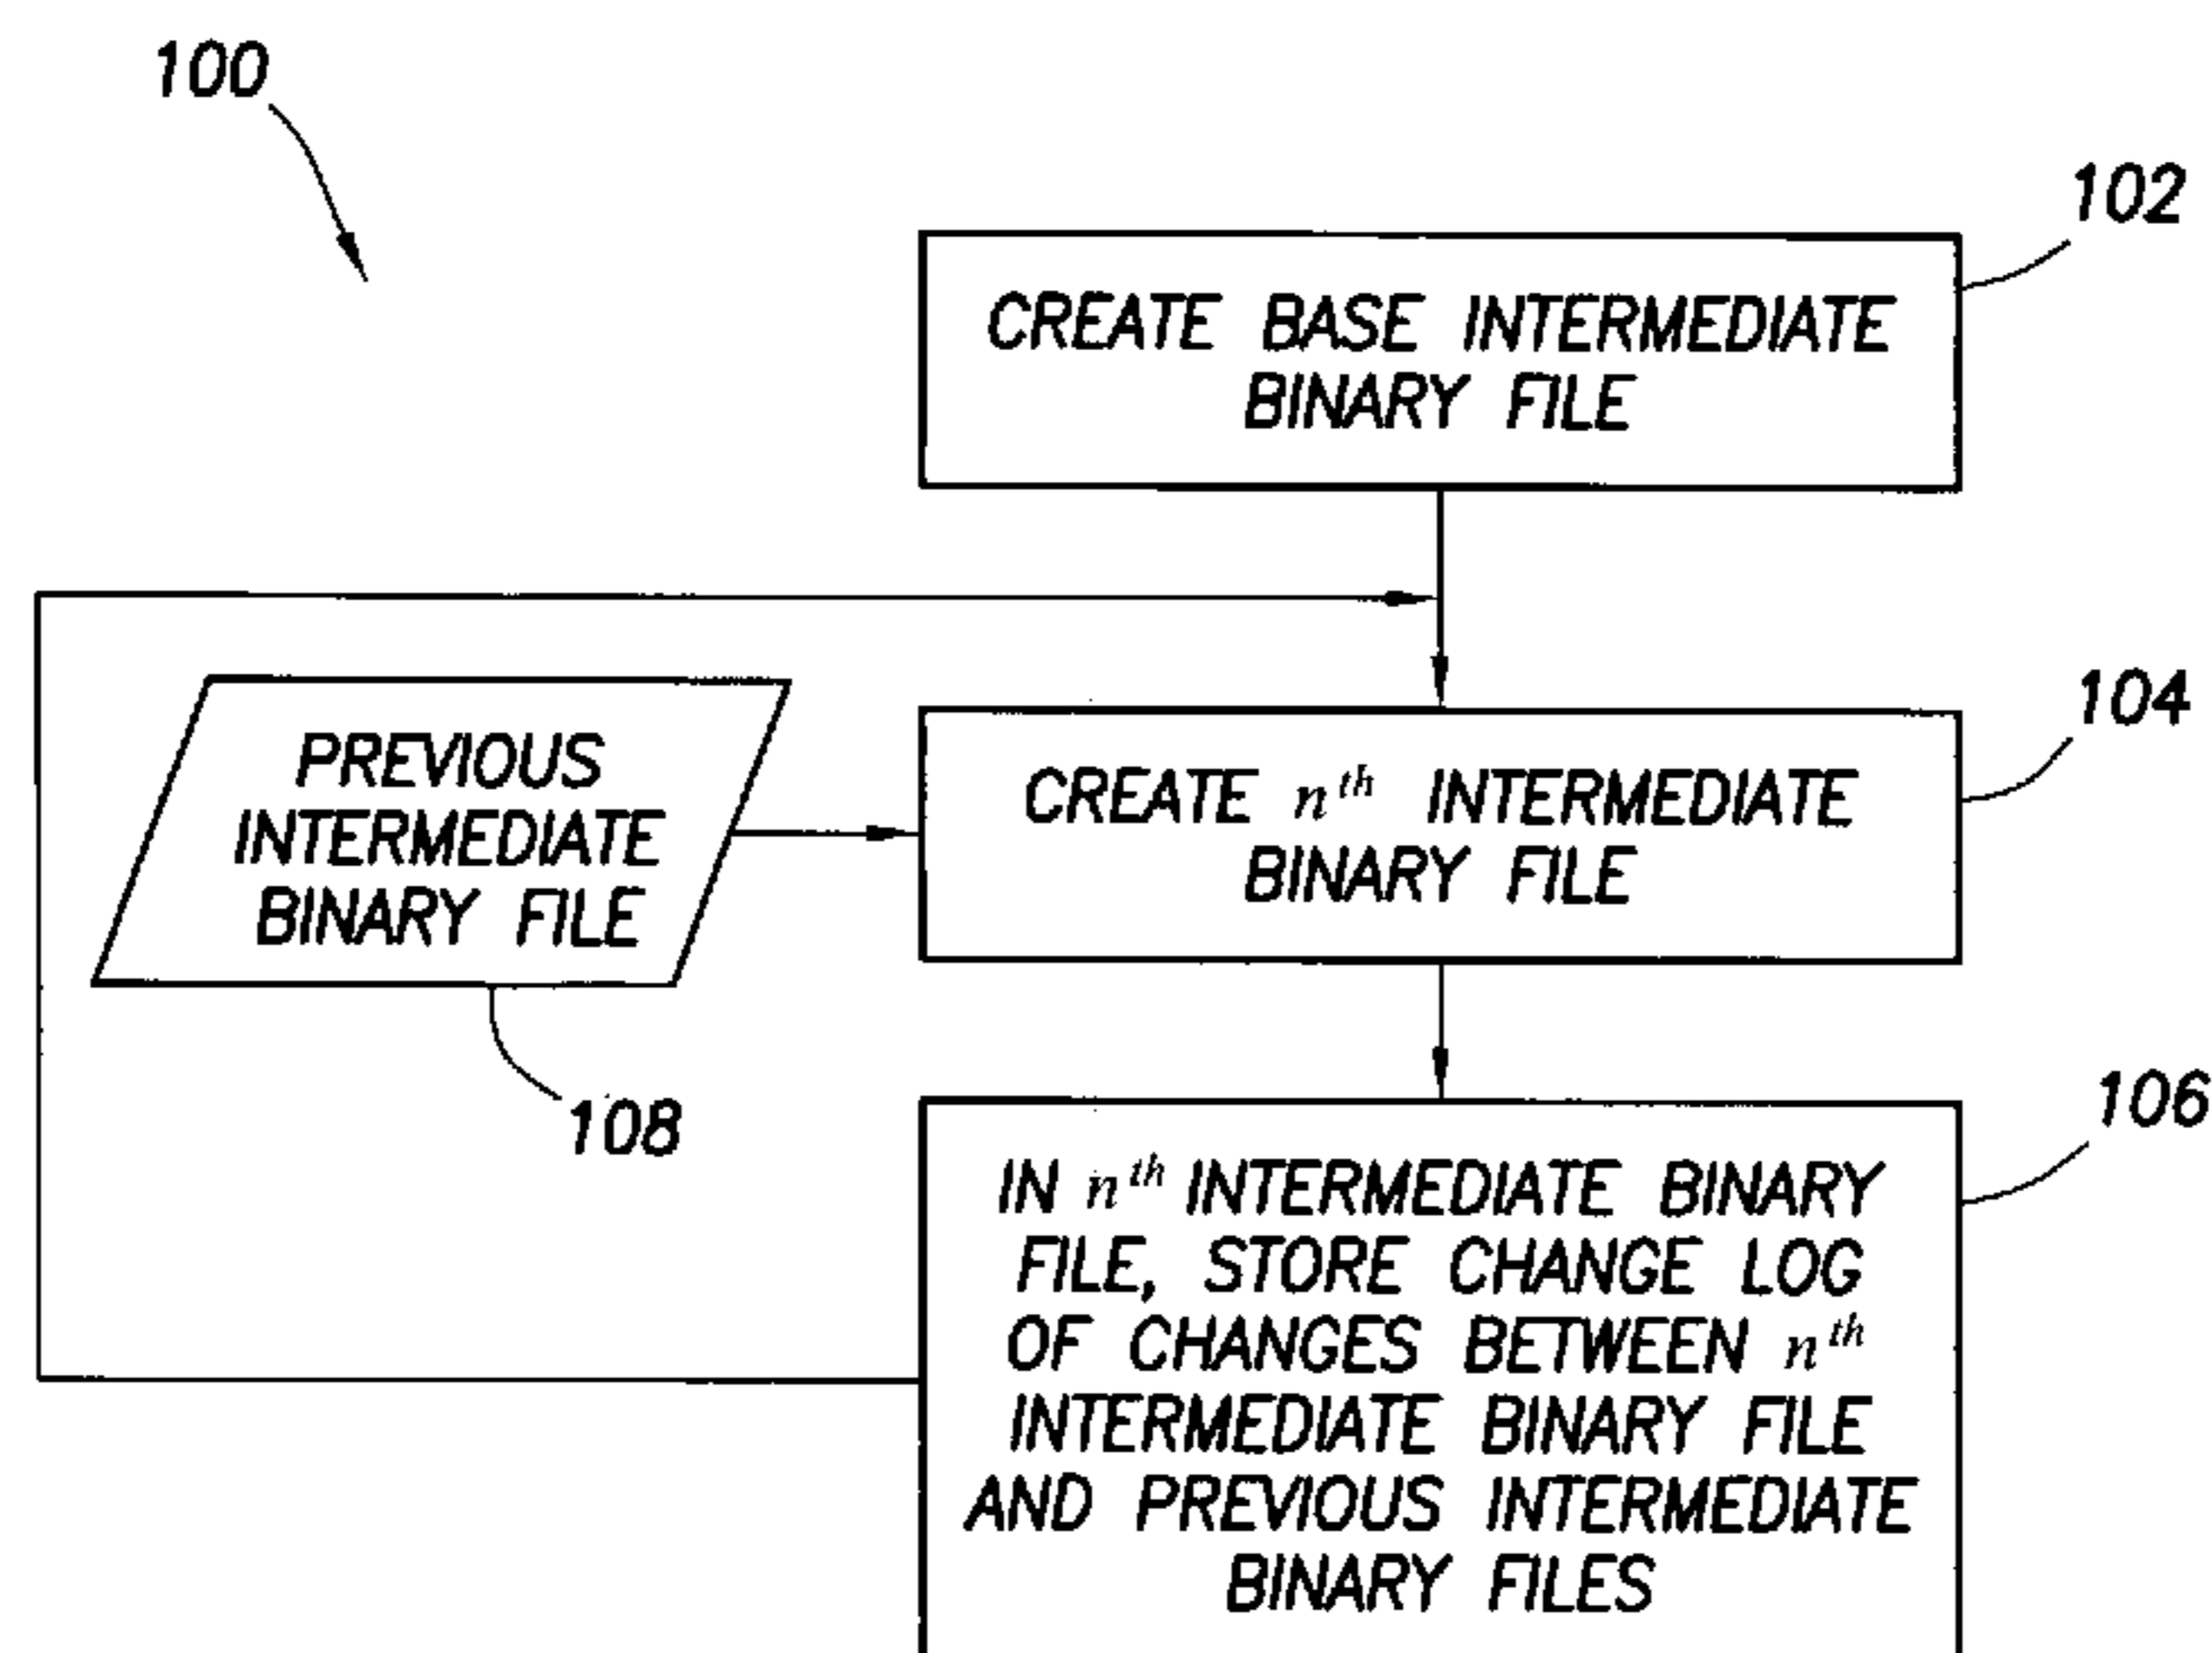 100
102
CREATE BASE INTERMEDIATE
BINARY FILE
PREVIOUS
INTERMEDIATE
BINARY FILE
108
104
CREATE nth INTERMEDIATE
BINARY FILE
106
IN nth INTERMEDIATE BINARY
FILE, STORE CHANGE LOG
OF CHANGES BETWEEN nth
INTERMEDIATE BINARY FILE
AND PREVIOUS INTERMEDIATE
BINARY FILES